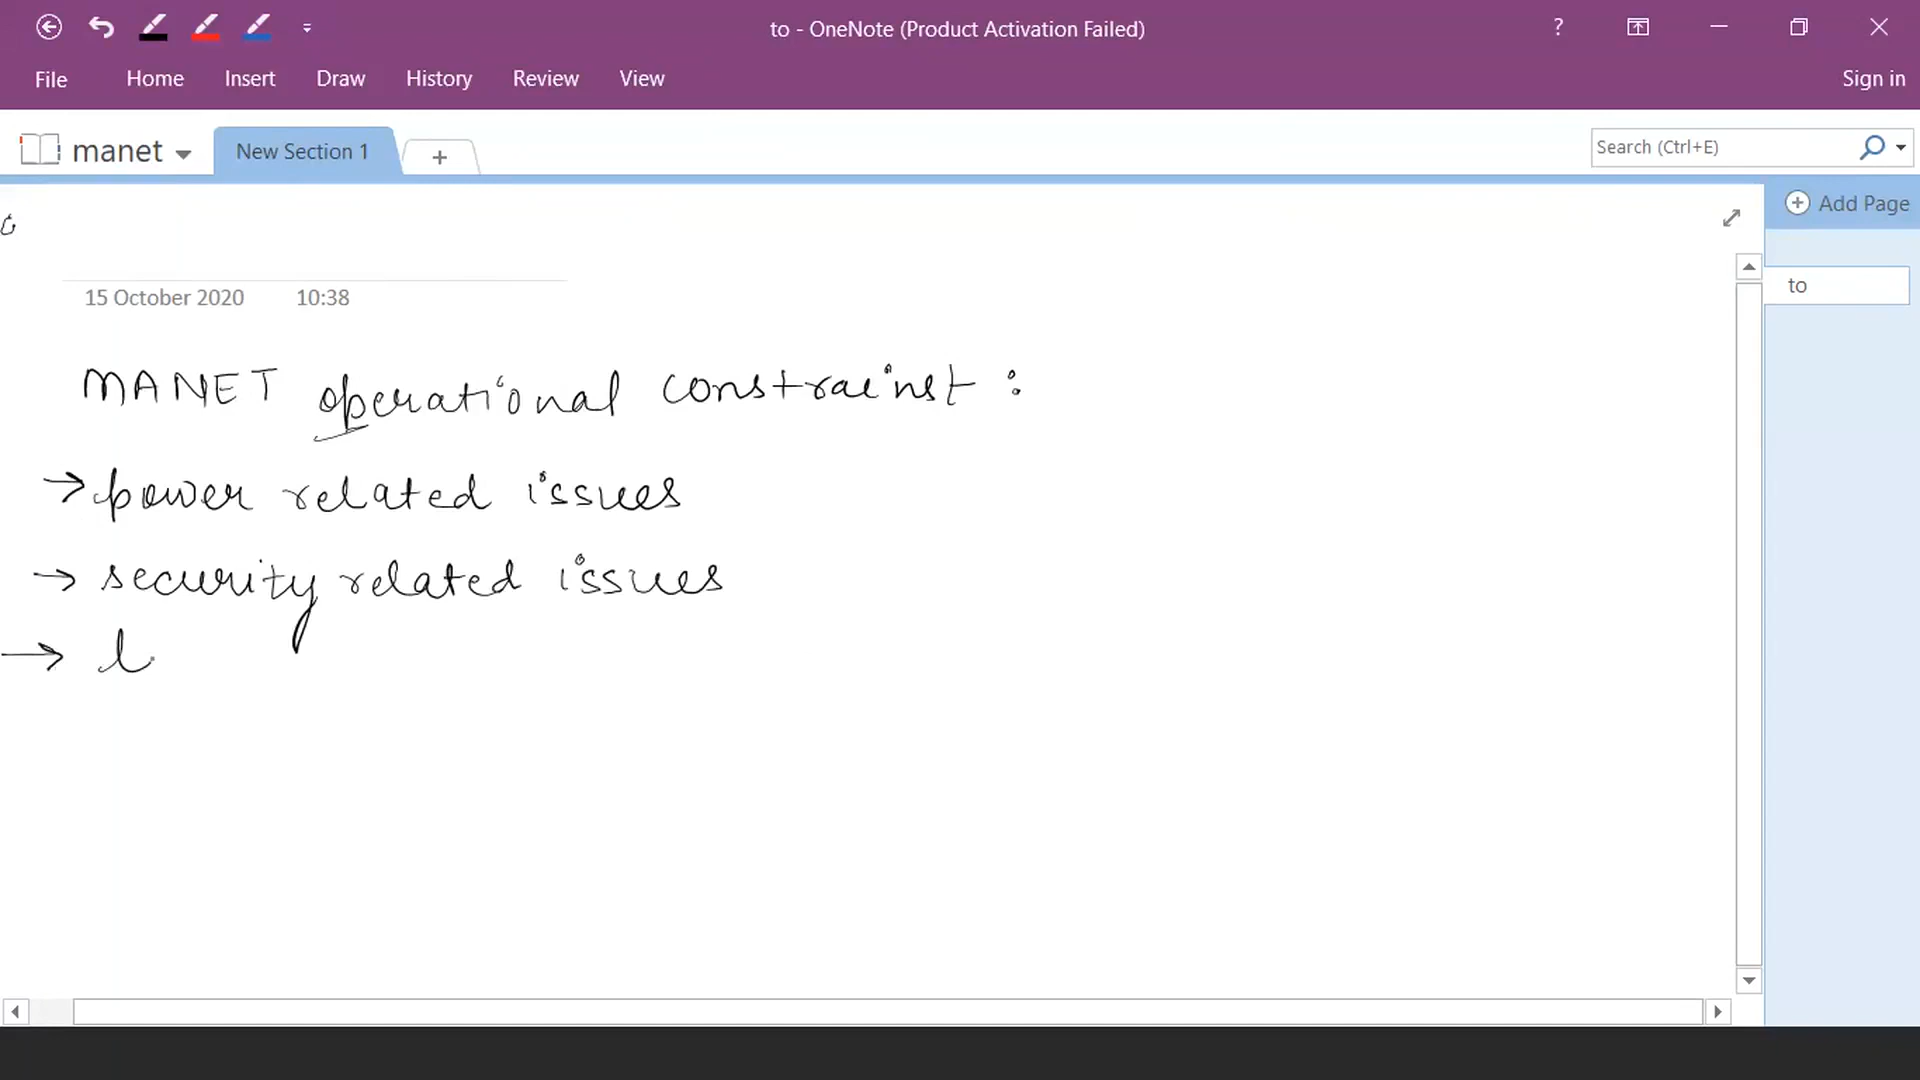 to - OneNote (Product Activation Failed)
?
File Home Insert Draw History Review View Sign in
manet New Section 1 + Search (Ctrl+E)
Add Page
to
15 October 2020 10:38
MANET operational constrainst :
→ power related issues
→ security related issues
→ l